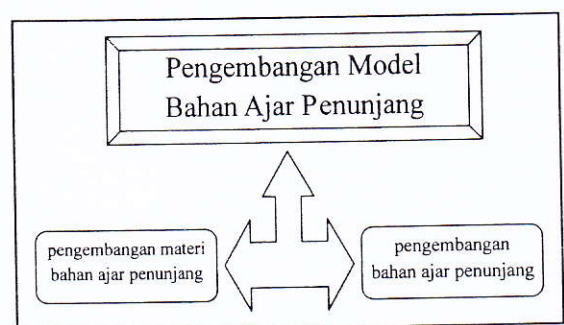 Pengembangan Model
Bahan Ajar Penunjang
pengembangan materi
bahan ajar penunjang
pengembangan
bahan ajar penunjang